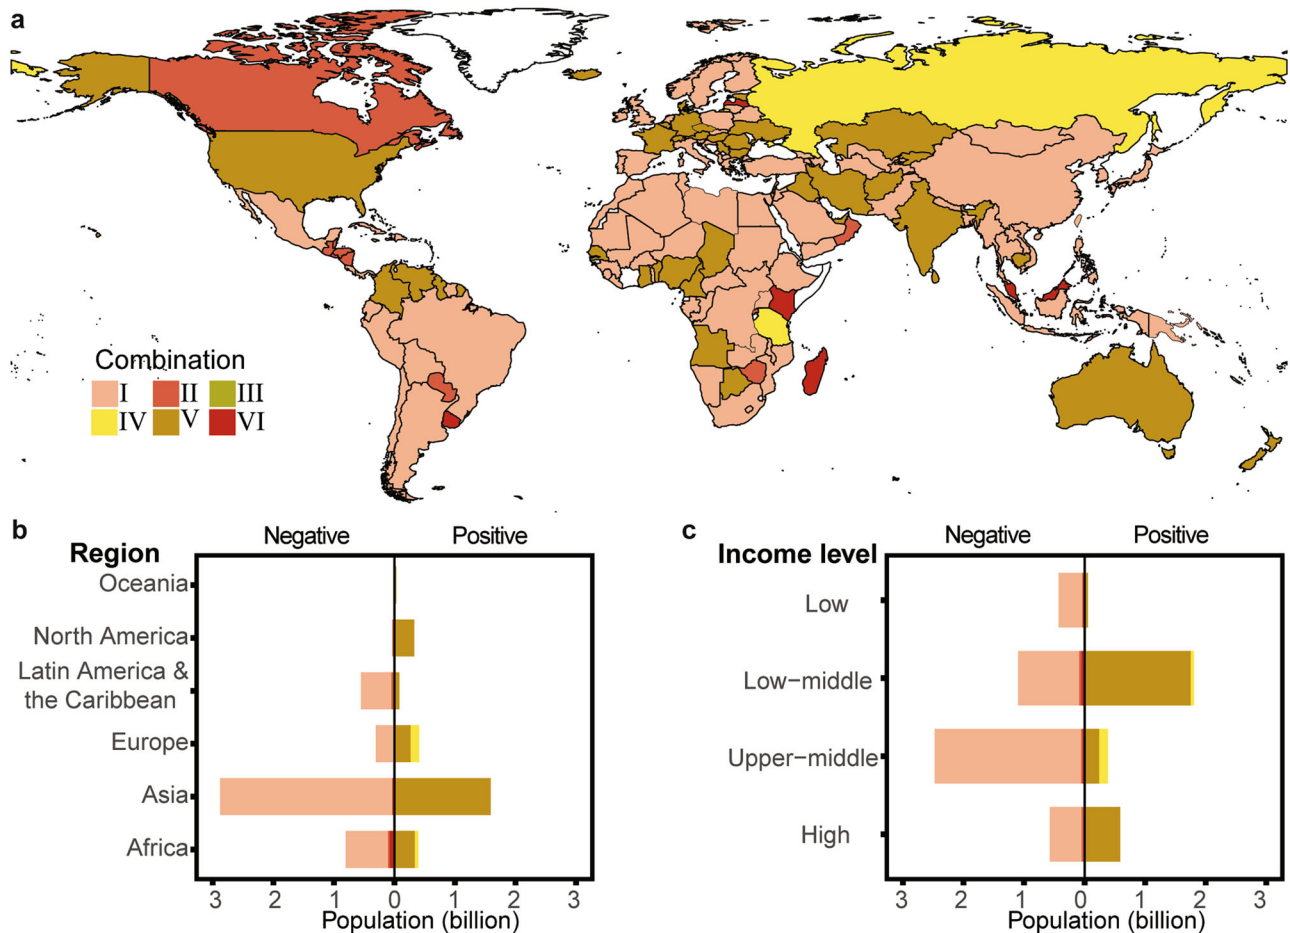 a
Combination
I II III
IV V VI
b
Region
Negative Positive
Oceania
North America
Latin America &
the Caribbean
Europe
Asia
Africa
3 2 1 0 1 2 3
Population (billion)
c
Income level
Negative Positive
Low
Low−middle
Upper−middle
High
3 2 1 0 1 2 3
Population (billion)